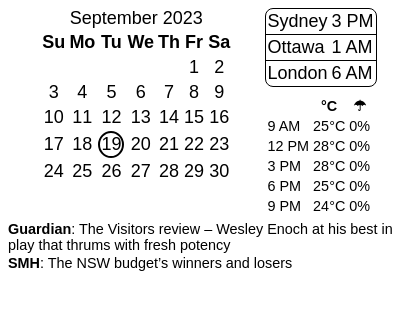 September 2023
Su Mo Tu We Th Fr Sa
1 2
3 4 5 6 7 8 9
10 11 12 13 14 15 16
17 18 19 20 21 22 23
24 25 26 27 28 29 30
Sydney 3 PM
Ottawa 1 AM
London 6 AM
°C ☂
9 AM 25°C 0%
12 PM 28°C 0%
3 PM 28°C 0%
6 PM 25°C 0%
9 PM 24°C 0%
Guardian: The Visitors review – Wesley Enoch at his best in
play that thrums with fresh potency
SMH: The NSW budget’s winners and losers